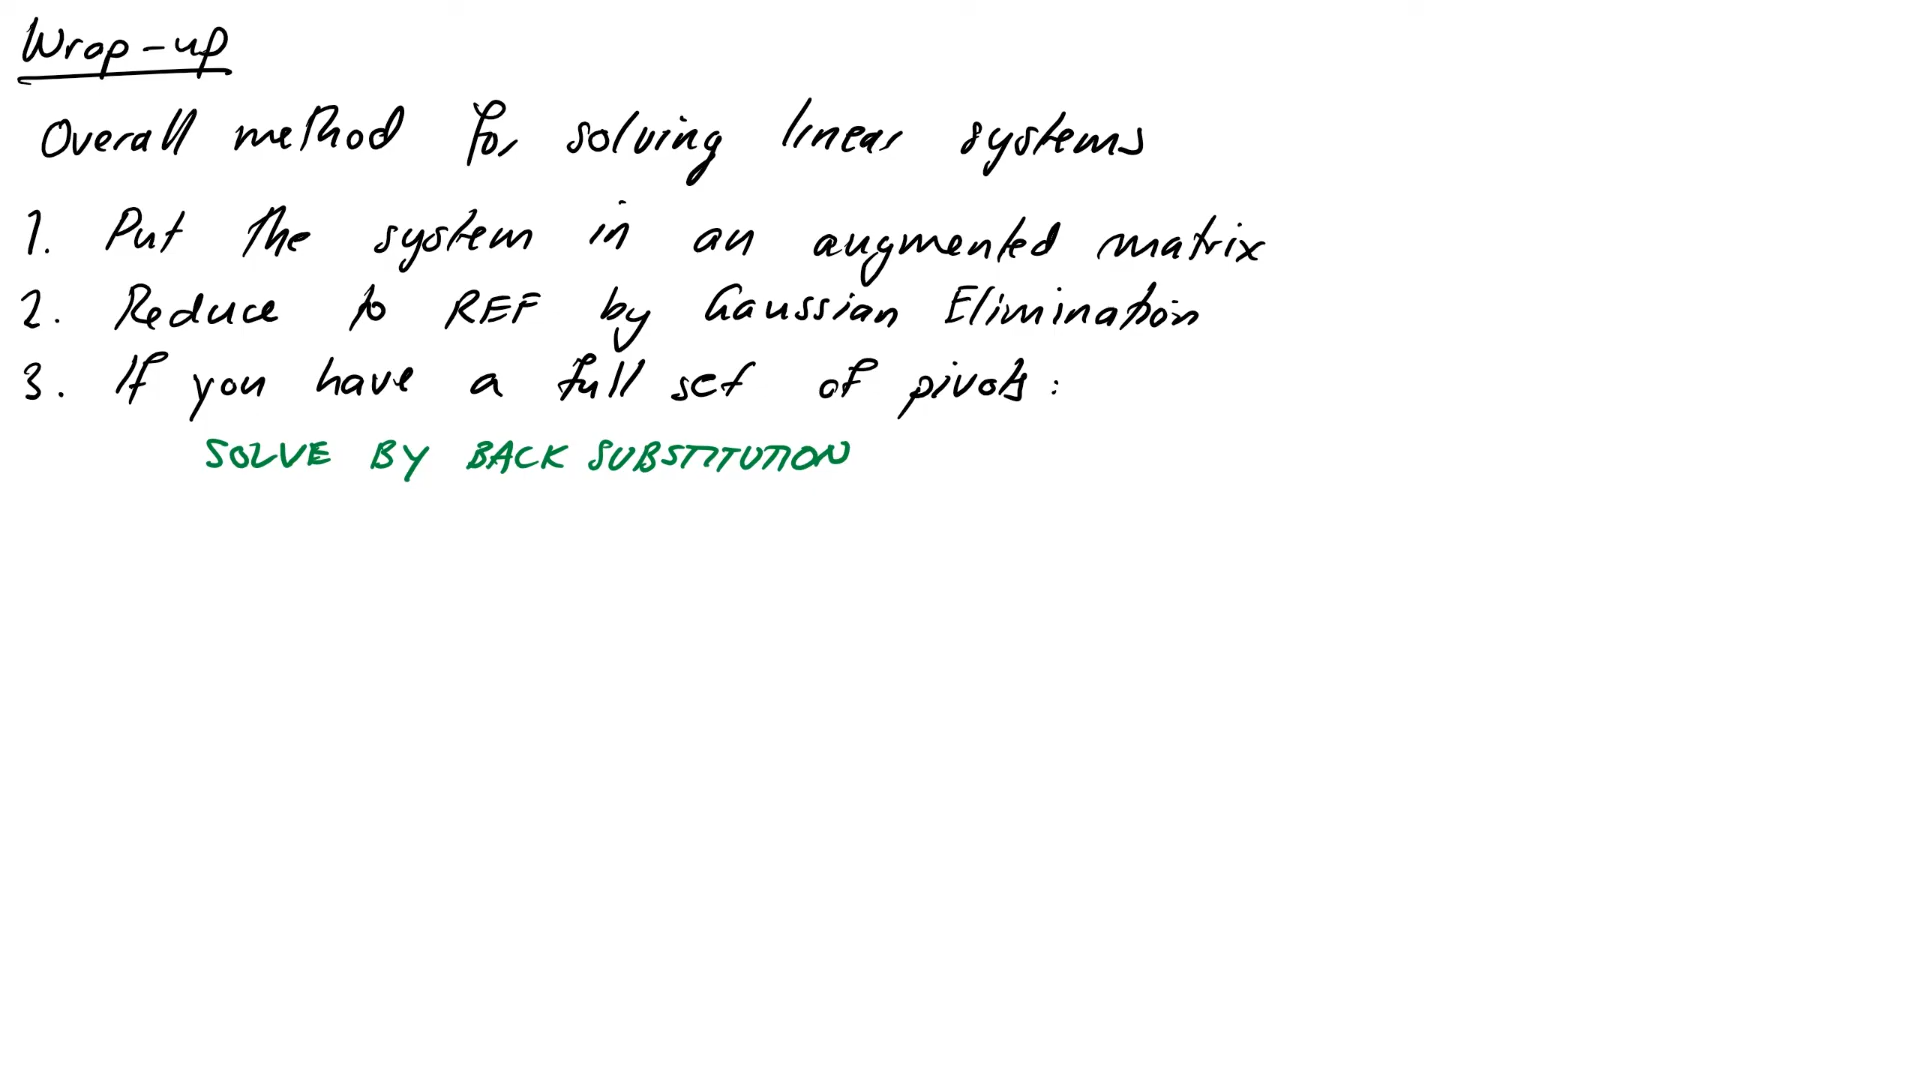 Wrap-up
Overall method for solving linear systems
1. Put the system in an augmented matrix
2. Reduce to REF by Gaussian Elimination
3. If you have a full set of pivots:
SOLVE BY BACK SUBSTITUTION